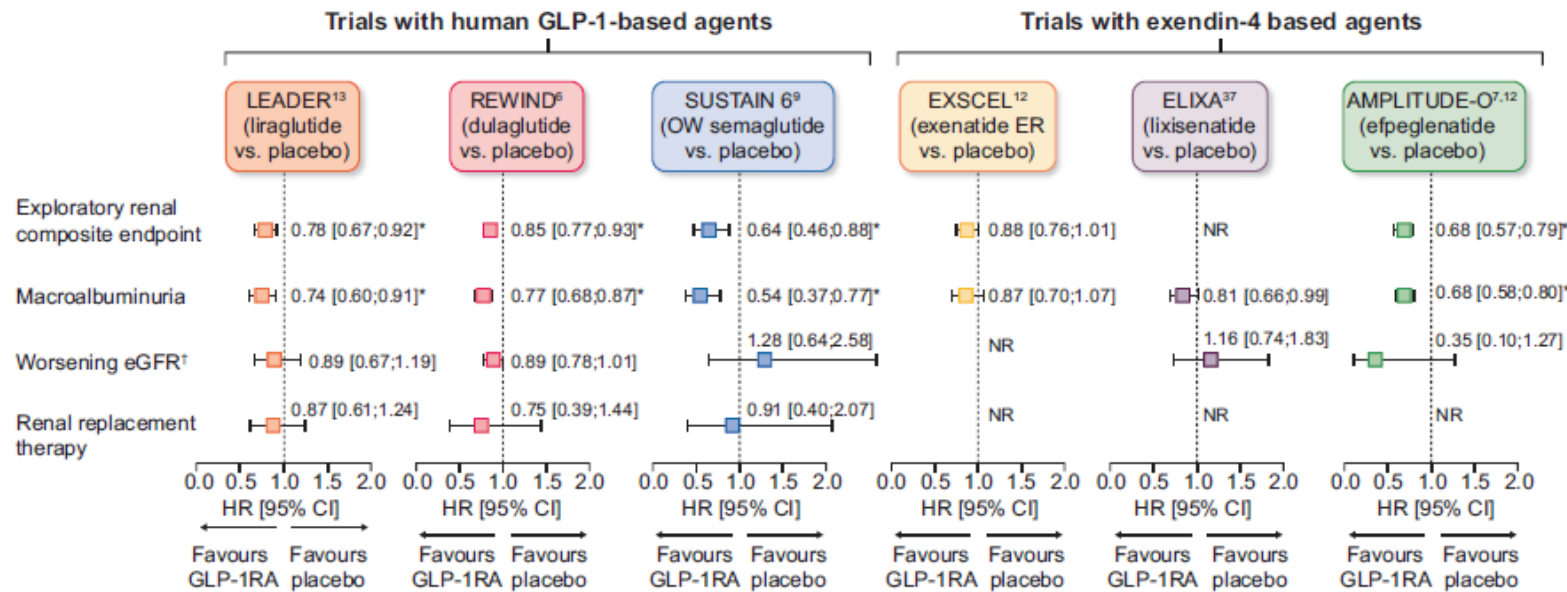 Trials with human GLP-1-based agents
Trials with exendin-4 based agents
LEADER¹³
(liraglutide
vs. placebo)
REWIND⁶
(dulaglutide
vs. placebo)
SUSTAIN 6⁹
(OW semaglutide
vs. placebo)
EXSCEL¹²
(exenatide ER
vs. placebo)
ELIXA³⁷
(lixisenatide
vs. placebo)
AMPLITUDE-O⁷,¹²
(efpeglenatide
vs. placebo)
Exploratory renal
composite endpoint
0.78 [0.67;0.92]*
0.85 [0.77;0.93]*
0.64 [0.46;0.88]*
0.88 [0.76;1.01]
NR
0.68 [0.57;0.79]*
Macroalbuminuria
0.74 [0.60;0.91]*
0.77 [0.68;0.87]*
0.54 [0.37;0.77]*
0.87 [0.70;1.07]
0.81 [0.66;0.99]
0.68 [0.58;0.80]*
Worsening eGFR†
0.89 [0.67;1.19]
0.89 [0.78;1.01]
1.28 [0.64;2.58]
NR
1.16 [0.74;1.83]
0.35 [0.10;1.27]
Renal replacement
therapy
0.87 [0.61;1.24]
0.75 [0.39;1.44]
0.91 [0.40;2.07]
NR
NR
NR
0.0 0.5 1.0 1.5 2.0
HR [95% CI]
Favours
GLP-1RA
Favours
placebo
0.0 0.5 1.0 1.5 2.0
HR [95% CI]
Favours
GLP-1RA
Favours
placebo
0.0 0.5 1.0 1.5 2.0
HR [95% CI]
Favours
GLP-1RA
Favours
placebo
0.0 0.5 1.0 1.5 2.0
HR [95% CI]
Favours
GLP-1RA
Favours
placebo
0.0 0.5 1.0 1.5 2.0
HR [95% CI]
Favours
GLP-1RA
Favours
placebo
0.0 0.5 1.0 1.5 2.0
HR [95% CI]
Favours
GLP-1RA
Favours
placebo